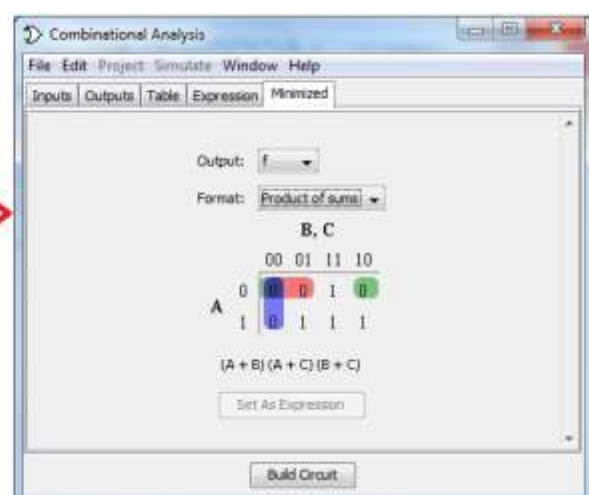 Combinational Analysis
File Edit Project Simulate Window Help
Inputs Outputs Table Expression Minimized
Output: f
Format: Product of sums
B, C
00 01 11 10
A
0 0 0 1 0
1 0 1 1 1
(A + B) (A + C) (B + C)
Set As Expression
Build Circuit